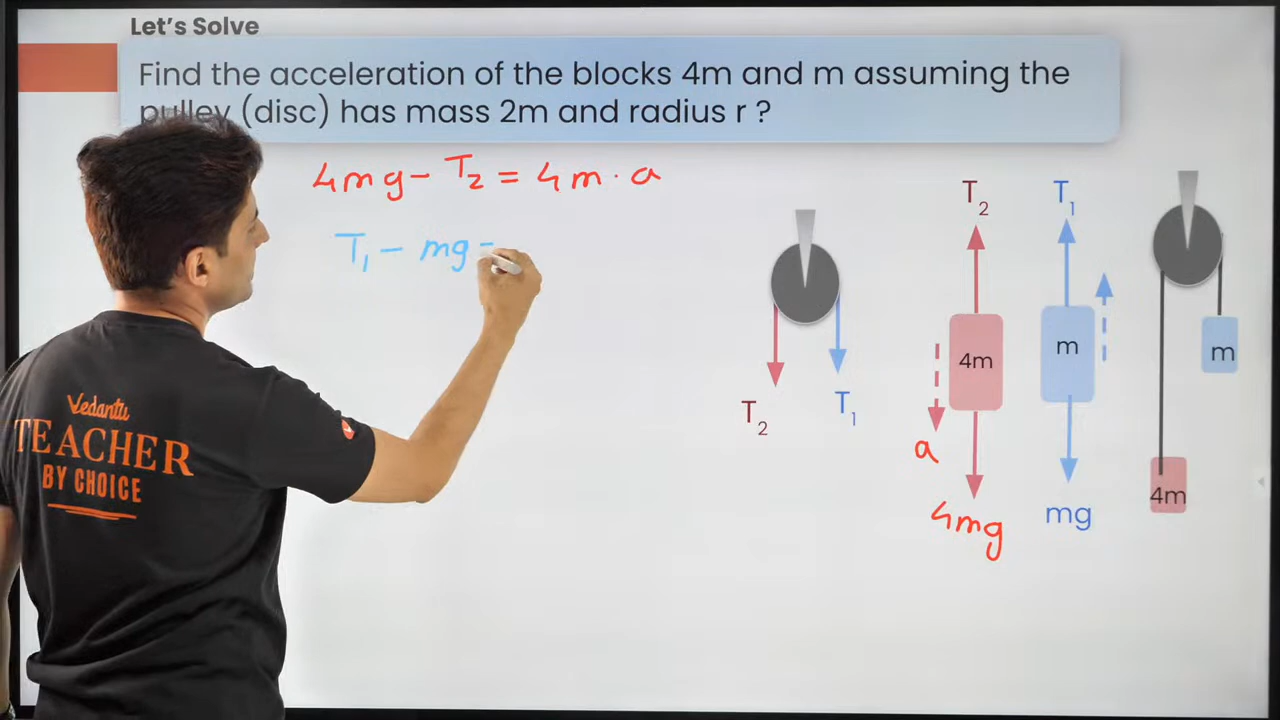 Let's Solve
Find the acceleration of the blocks 4m and m assuming the
pulley (disc) has mass 2m and radius r ?
4mg - T₂ = 4m · a
T₁ - mg =
T₂
T₁
4m
m
a
4mg
mg
T₂
T₁
m
4m
Vedantu
TEACHER
BY CHOICE